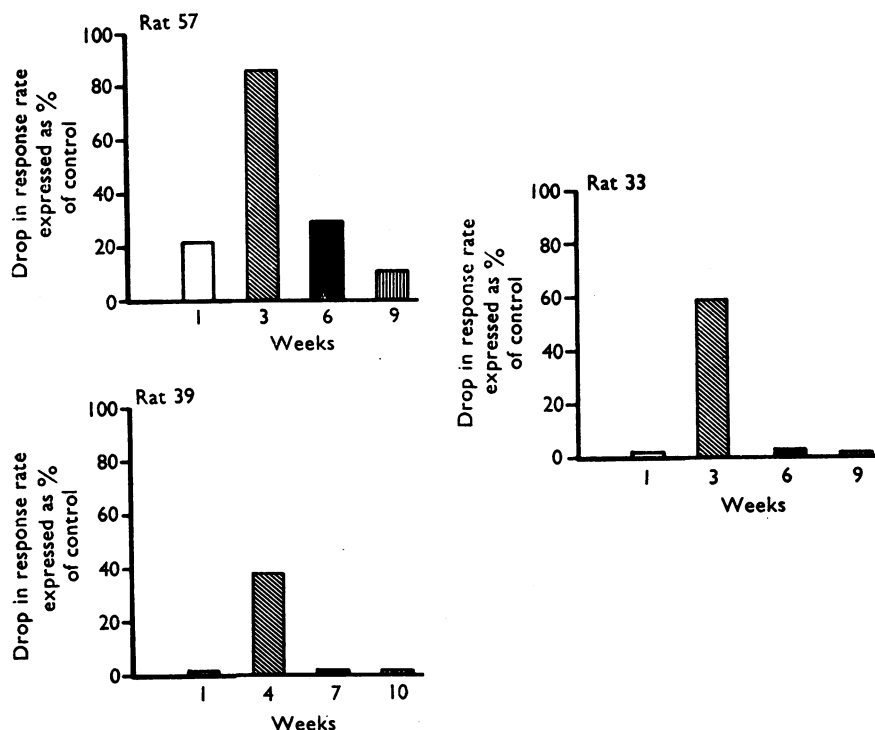 Rat 57
Drop in response rate
expressed as %
of control
100
80
60
40
20
0
1 3 6 9
Weeks
Rat 33
Drop in response rate
expressed as %
of control
100
80
60
40
20
0
1 3 6 9
Weeks
Rat 39
Drop in response rate
expressed as %
of control
100
80
60
40
20
0
1 4 7 10
Weeks